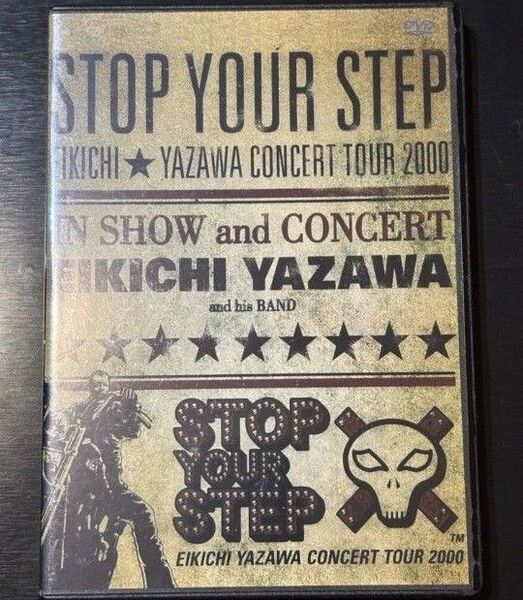 DVD
STOP YOUR STEP
EIKICHI ★ YAZAWA CONCERT TOUR 2000
IN SHOW and CONCERT
EIKICHI YAZAWA
and his BAND
STOP
YOUR
STEP
TM
EIKICHI YAZAWA CONCERT TOUR 2000